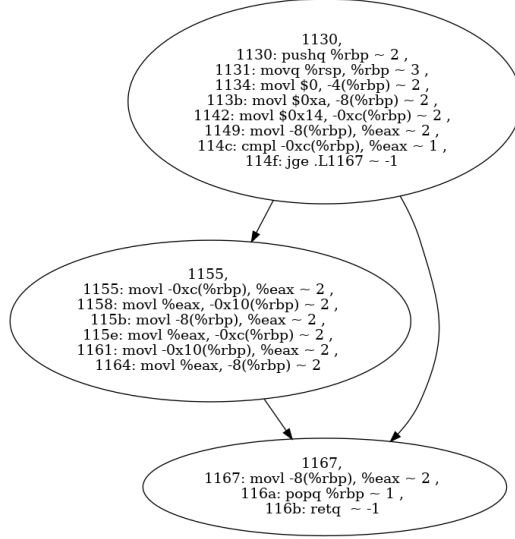 1130,
1130: pushq %rbp ~ 2 ,
1131: movq %rsp, %rbp ~ 3 ,
1134: movl $0, -4(%rbp) ~ 2 ,
113b: movl $0xa, -8(%rbp) ~ 2 ,
1142: movl $0x14, -0xc(%rbp) ~ 2 ,
1149: movl -8(%rbp), %eax ~ 2 ,
114c: cmpl -0xc(%rbp), %eax ~ 1 ,
114f: jge .L1167 ~ -1
1155,
1155: movl -0xc(%rbp), %eax ~ 2 ,
1158: movl %eax, -0x10(%rbp) ~ 2 ,
115b: movl -8(%rbp), %eax ~ 2 ,
115e: movl %eax, -0xc(%rbp) ~ 2 ,
1161: movl -0x10(%rbp), %eax ~ 2 ,
1164: movl %eax, -8(%rbp) ~ 2
1167,
1167: movl -8(%rbp), %eax ~ 2 ,
116a: popq %rbp ~ 1 ,
116b: retq  ~ -1